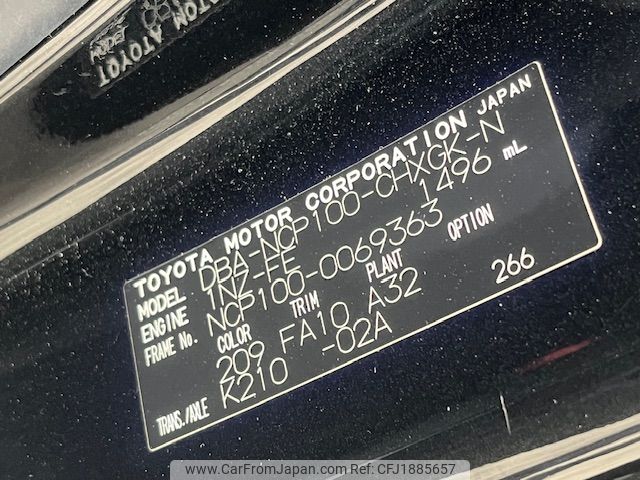 TOYOTA MOTOR CORPORATION JAPAN
MODEL DBA-NCP100-CHXGK-N
ENGINE 1NZ-FE 1496 mL
FRAME No. NCP100-0069363
COLOR TRIM PLANT OPTION
209 FA10 A32 266
TRANS./AXLE K210 -02A
www.CarFromJapan.com | Ref.No: CFJ1885657